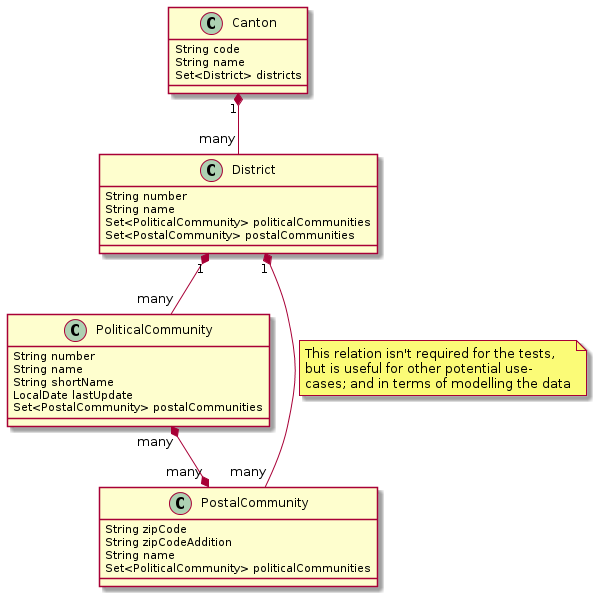 C Canton
String code
String name
Set<District> districts
1
many
C District
String number
String name
Set<PoliticalCommunity> politicalCommunities
Set<PostalCommunity> postalCommunities
1
1
many
C PoliticalCommunity
String number
String name
String shortName
LocalDate lastUpdate
Set<PostalCommunity> postalCommunities
This relation isn't required for the tests,
but is useful for other potential use-
cases; and in terms of modelling the data
many
many
many
C PostalCommunity
String zipCode
String zipCodeAddition
String name
Set<PoliticalCommunity> politicalCommunities